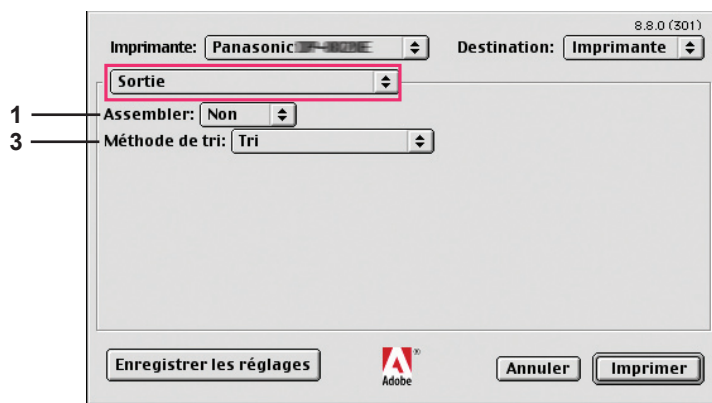 8.8.0 (301)
Imprimante: Panasonic Destination: Imprimante
Sortie
1 Assembler: Non
3 Méthode de tri: Tri
Enregistrer les réglages
Adobe ®
Annuler Imprimer